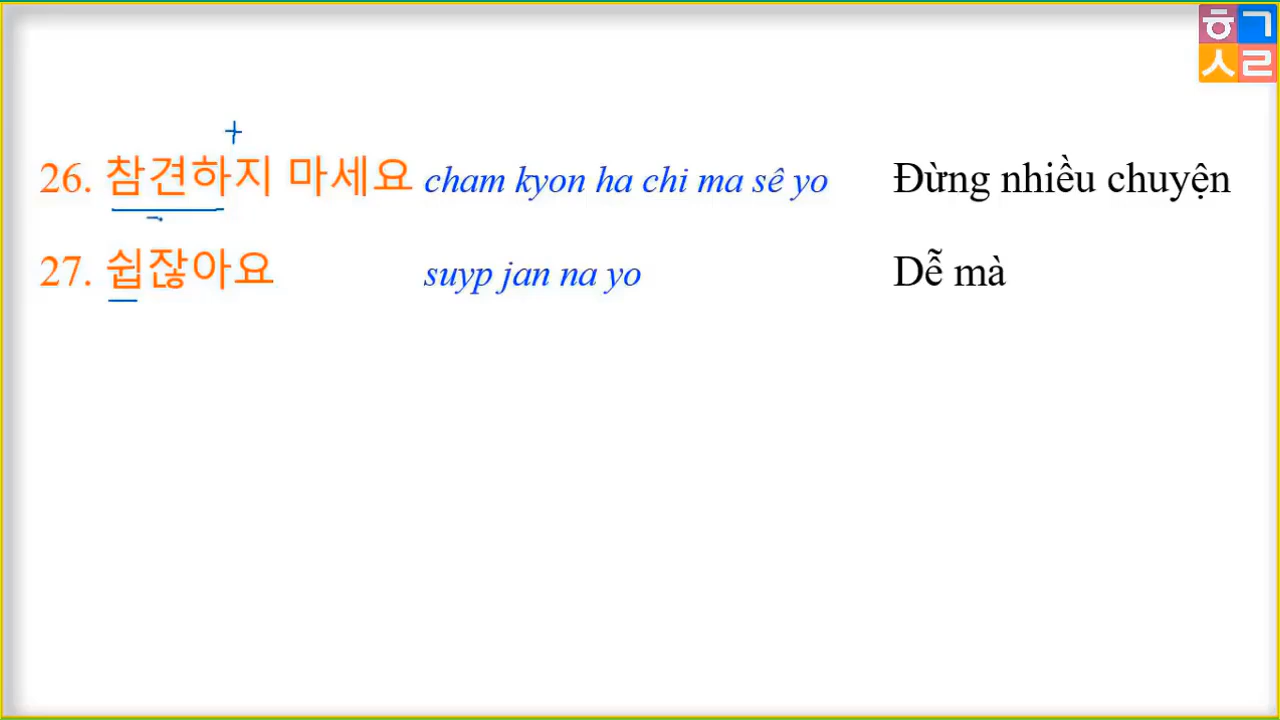 ㅎㄱ
ㅅㄹ
26. 참견하지 마세요 cham kyon ha chi ma sê yo Đừng nhiều chuyện
27. 쉽잖아요 suyp jan na yo Dễ mà